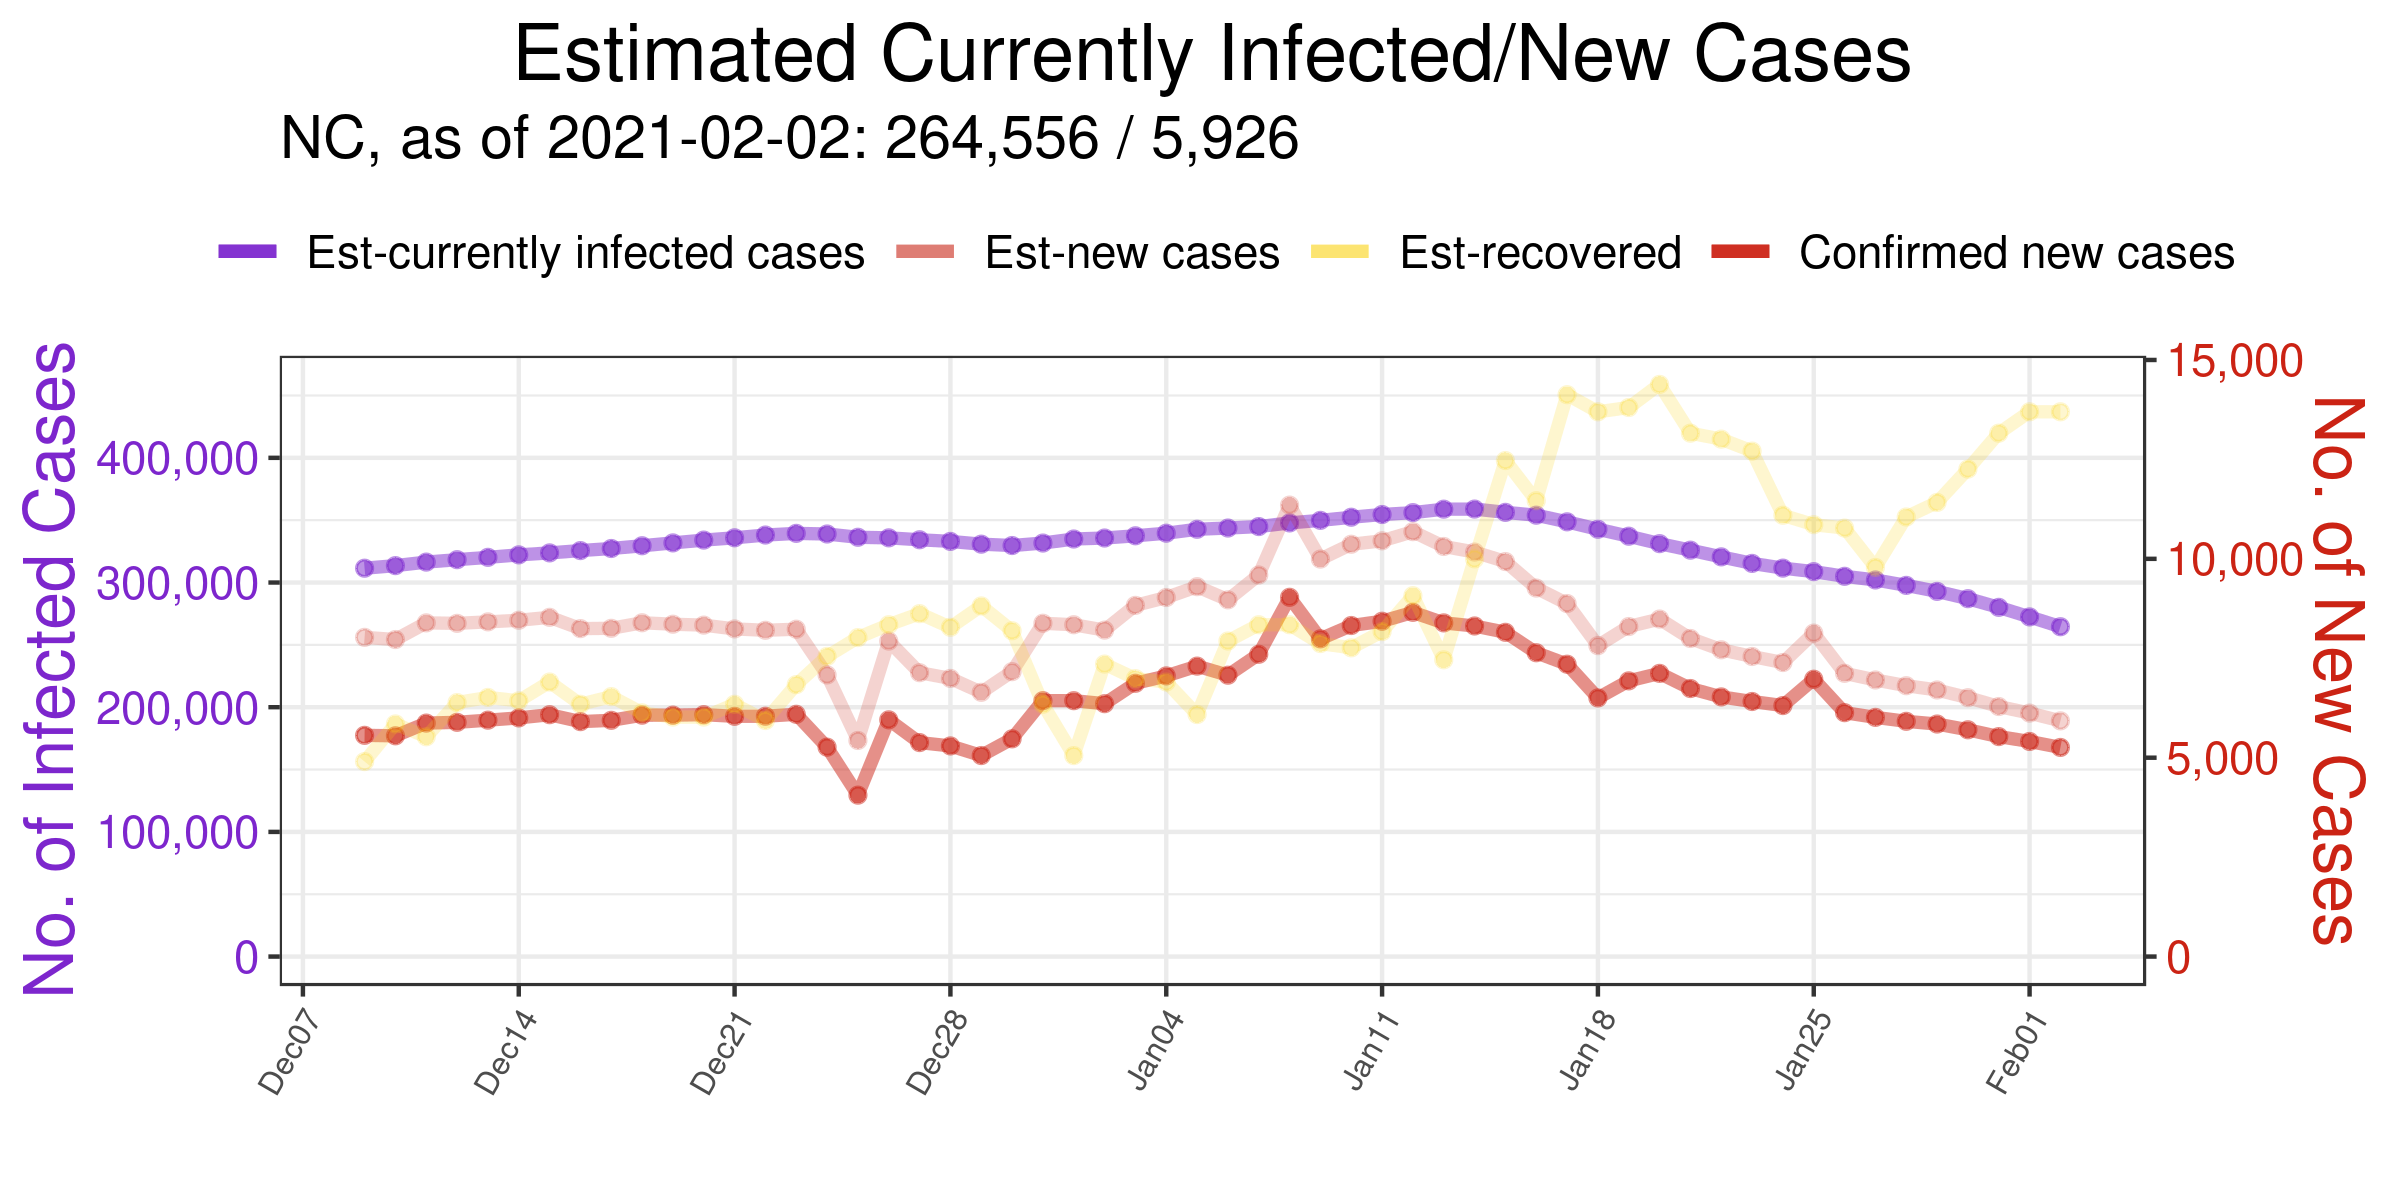 Estimated Currently Infected/New Cases
NC, as of 2021-02-02: 264,556 / 5,926
Est-currently infected cases Est-new cases Est-recovered Confirmed new cases
No. of Infected Cases
400,000
300,000
200,000
100,000
0
15,000
10,000
5,000
0
No. of New Cases
Dec07 Dec14 Dec21 Dec28 Jan04 Jan11 Jan18 Jan25 Feb01